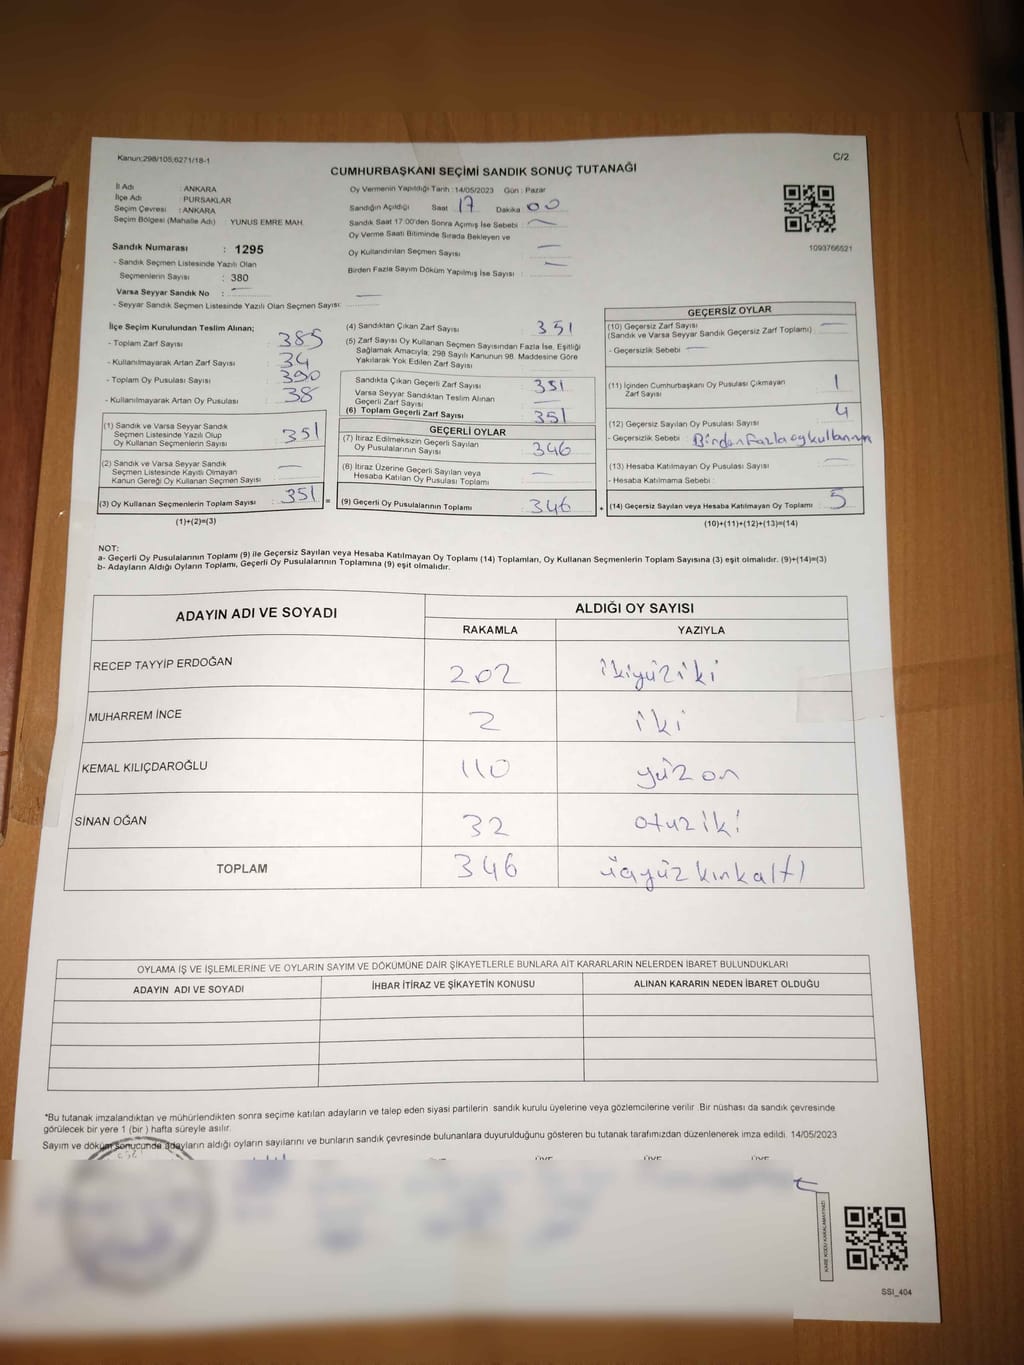 Kanun:298/105;6271/18-1
C/2
CUMHURBAŞKANI SEÇİMİ SANDIK SONUÇ TUTANAĞI
İl Adı : ANKARA
İlçe Adı : PURSAKLAR
Seçim Çevresi : ANKARA
Seçim Bölgesi (Mahalle Adı) : YUNUS EMRE MAH.
Sandık Numarası : 1295
- Sandık Seçmen Listesinde Yazılı Olan
Seçmenlerin Sayısı : 380
Varsa Seyyar Sandık No : —
- Seyyar Sandık Seçmen Listesinde Yazılı Olan Seçmen Sayısı: —
Oy Vermenin Yapıldığı Tarih :14/05/2023 Gün : Pazar
Sandığın Açıldığı Saat 17 Dakika 00
Sandık Saat 17:00'den Sonra Açımış İse Sebebi : —
Oy Verme Saati Bitiminde Sırada Bekleyen ve
Oy Kullandırılan Seçmen Sayısı : —
Birden Fazla Sayım Döküm Yapılmış İse Sayısı : —
1093766521
İlçe Seçim Kurulundan Teslim Alınan;
- Toplam Zarf Sayısı : 385
- Kullanılmayarak Artan Zarf Sayısı : 34
- Toplam Oy Pusulası Sayısı : 390
- Kullanılmayarak Artan Oy Pusulası : 38
(1) Sandık ve Varsa Seyyar Sandık
Seçmen Listesinde Yazılı Olup
Oy Kullanan Seçmenlerin Sayısı : 351
(2) Sandık ve Varsa Seyyar Sandık
Seçmen Listesinde Kayıtlı Olmayan
Kanun Gereği Oy Kullanan Seçmen Sayısı : —
(3) Oy Kullanan Seçmenlerin Toplam Sayısı : 351 =
(1)+(2)=(3)
(4) Sandıktan Çıkan Zarf Sayısı : 351
(5) Zarf Sayısı Oy Kullanan Seçmen Sayısından Fazla İse, Eşitliği
Sağlamak Amacıyla; 298 Sayılı Kanunun 98. Maddesine Göre
Yakılarak Yok Edilen Zarf Sayısı :
Sandıkta Çıkan Geçerli Zarf Sayısı : 351
Varsa Seyyar Sandıktan Teslim Alınan
Geçerli Zarf Sayısı : —
(6) Toplam Geçerli Zarf Sayısı : 351
GEÇERLİ OYLAR
(7) İtiraz Edilmeksizin Geçerli Sayılan
Oy Pusulalarının Sayısı : 346
(8) İtiraz Üzerine Geçerli Sayılan veya
Hesaba Katılan Oy Pusulası Toplamı : —
(9) Geçerli Oy Pusulalarının Toplamı : 346 +
GEÇERSİZ OYLAR
(10) Geçersiz Zarf Sayısı : —
(Sandık ve Varsa Seyyar Sandık Geçersiz Zarf Toplamı)
- Geçersizlik Sebebi : —
(11) İçinden Cumhurbaşkanı Oy Pusulası Çıkmayan
Zarf Sayısı : 1
4
(12) Geçersiz Sayılan Oy Pusulası Sayısı :
- Geçersizlik Sebebi : Birden fazla oy kullanımı
(13) Hesaba Katılmayan Oy Pusulası Sayısı : —
- Hesaba Katılmama Sebebi :
(14) Geçersiz Sayılan veya Hesaba Katılmayan Oy Toplamı : 5
(10)+(11)+(12)+(13)=(14)
NOT:
a- Geçerli Oy Pusulalarının Toplamı (9) ile Geçersiz Sayılan veya Hesaba Katılmayan Oy Toplamı (14) Toplamları, Oy Kullanan Seçmenlerin Toplam Sayısına (3) eşit olmalıdır. (9)+(14)=(3)
b- Adayların Aldığı Oyların Toplamı, Geçerli Oy Pusulalarının Toplamına (9) eşit olmalıdır.
ADAYIN ADI VE SOYADI ALDIĞI OY SAYISI
RAKAMLA YAZIYLA
RECEP TAYYİP ERDOĞAN 202 ikiyüziki
MUHARREM İNCE 2 iki
KEMAL KILIÇDAROĞLU 110 yüzon
SİNAN OĞAN 32 otuziki
TOPLAM 346 üçyüzkırkaltı
OYLAMA İŞ VE İŞLEMLERİNE VE OYLARIN SAYIM VE DÖKÜMÜNE DAİR ŞİKAYETLERLE BUNLARA AİT KARARLARIN NELERDEN İBARET BULUNDUKLARI
ADAYIN ADI VE SOYADI İHBAR İTİRAZ VE ŞİKAYETİN KONUSU ALINAN KARARIN NEDEN İBARET OLDUĞU
*Bu tutanak imzalandıktan ve mühürlendikten sonra seçime katılan adayların ve talep eden siyasi partilerin sandık kurulu üyelerine veya gözlemcilerine verilir .Bir nüshası da sandık çevresinde
görülecek bir yere 1 (bir ) hafta süreyle asılır.
Sayım ve döküm sonucunda adayların aldığı oyların sayılarını ve bunların sandık çevresinde bulunanlara duyurulduğunu gösteren bu tutanak tarafımızdan düzenlenerek imza edildi. 14/05/2023
KARE KODU KARALAMAYINIZ!
SSI_404